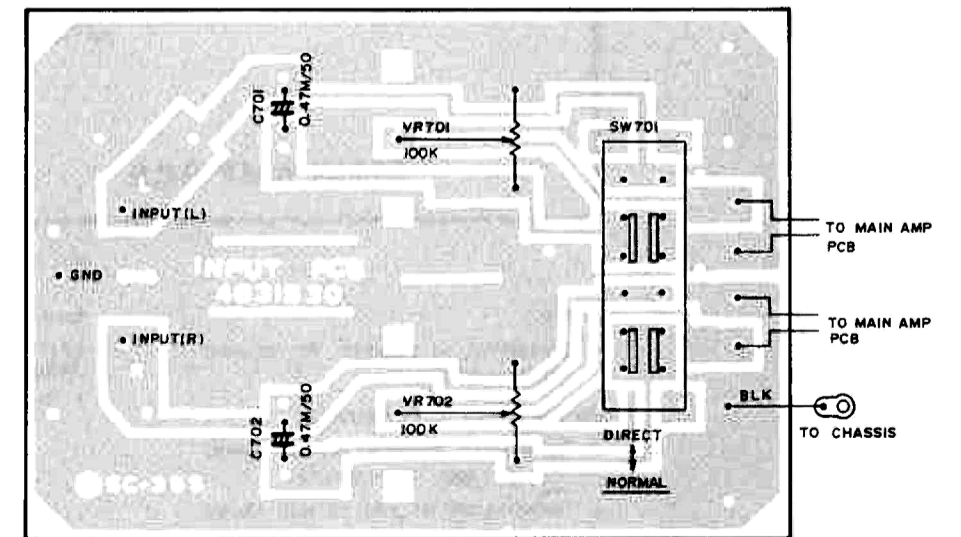 C701
0.47M/50
VR701
100K
SW701
INPUT(L)
TO MAIN AMP
PCB
GND
INPUT PCB
4031930
TO MAIN AMP
PCB
INPUT(R)
C702
0.47M/50
VR702
100K
BLK
TO CHASSIS
DIRECT
NORMAL